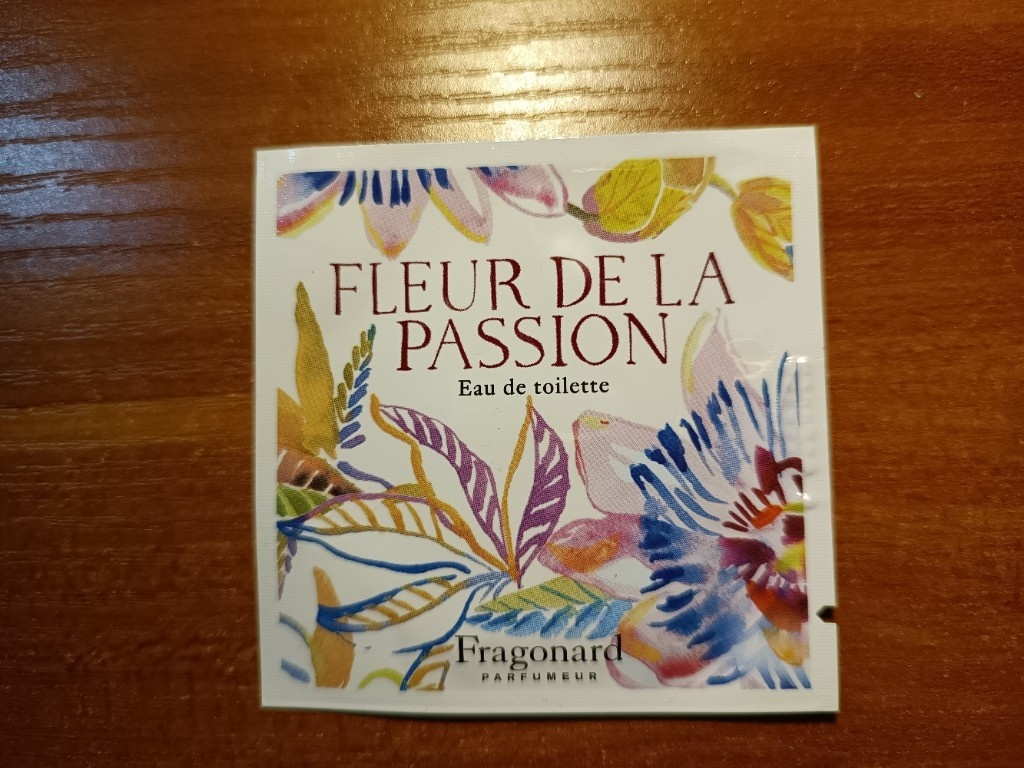 FLEUR DE LA
PASSION
Eau de toilette
Fragonard
PARFUMEUR